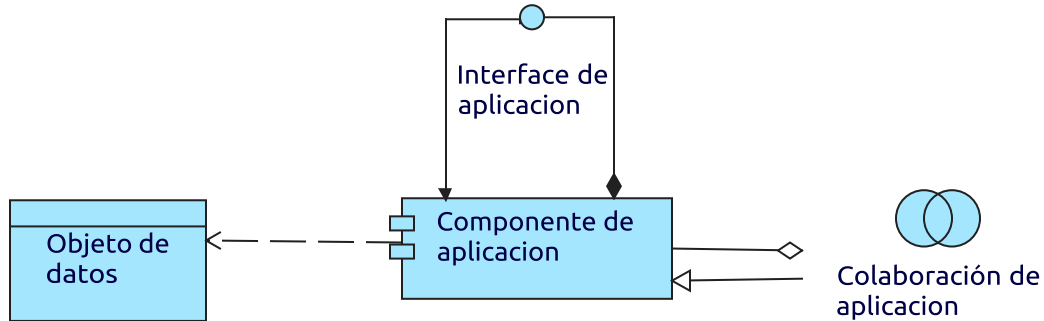 Interface de
aplicacion
Objeto de
datos
Componente de
aplicacion
Colaboración de
aplicacion